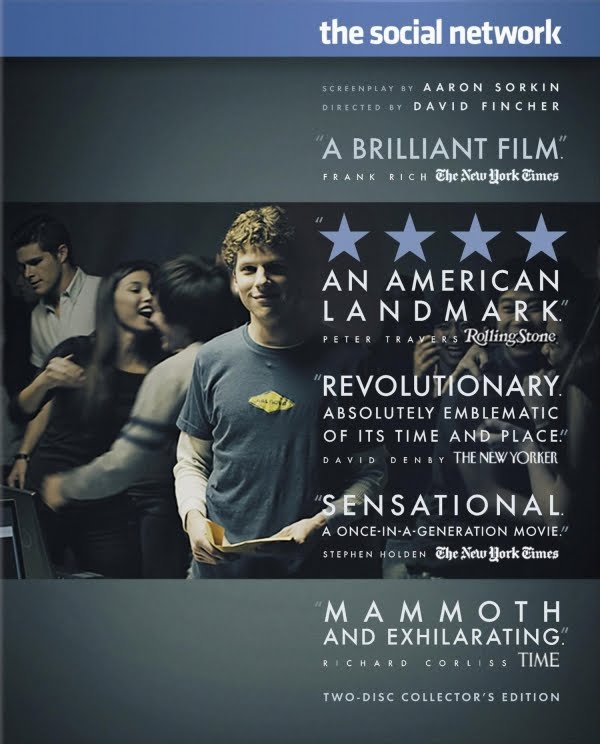 the social network
SCREENPLAY BY AARON SORKIN
DIRECTED BY DAVID FINCHER
"A BRILLIANT FILM."
FRANK RICH The New York Times
"★★★★
AN AMERICAN
LANDMARK."
PETER TRAVERS RollingStone
"REVOLUTIONARY.
ABSOLUTELY EMBLEMATIC
OF ITS TIME AND PLACE."
DAVID DENBY THE NEW YORKER
"SENSATIONAL.
A ONCE-IN-A-GENERATION MOVIE."
STEPHEN HOLDEN The New York Times
"MAMMOTH
AND EXHILARATING."
RICHARD CORLISS TIME
TWO-DISC COLLECTOR'S EDITION